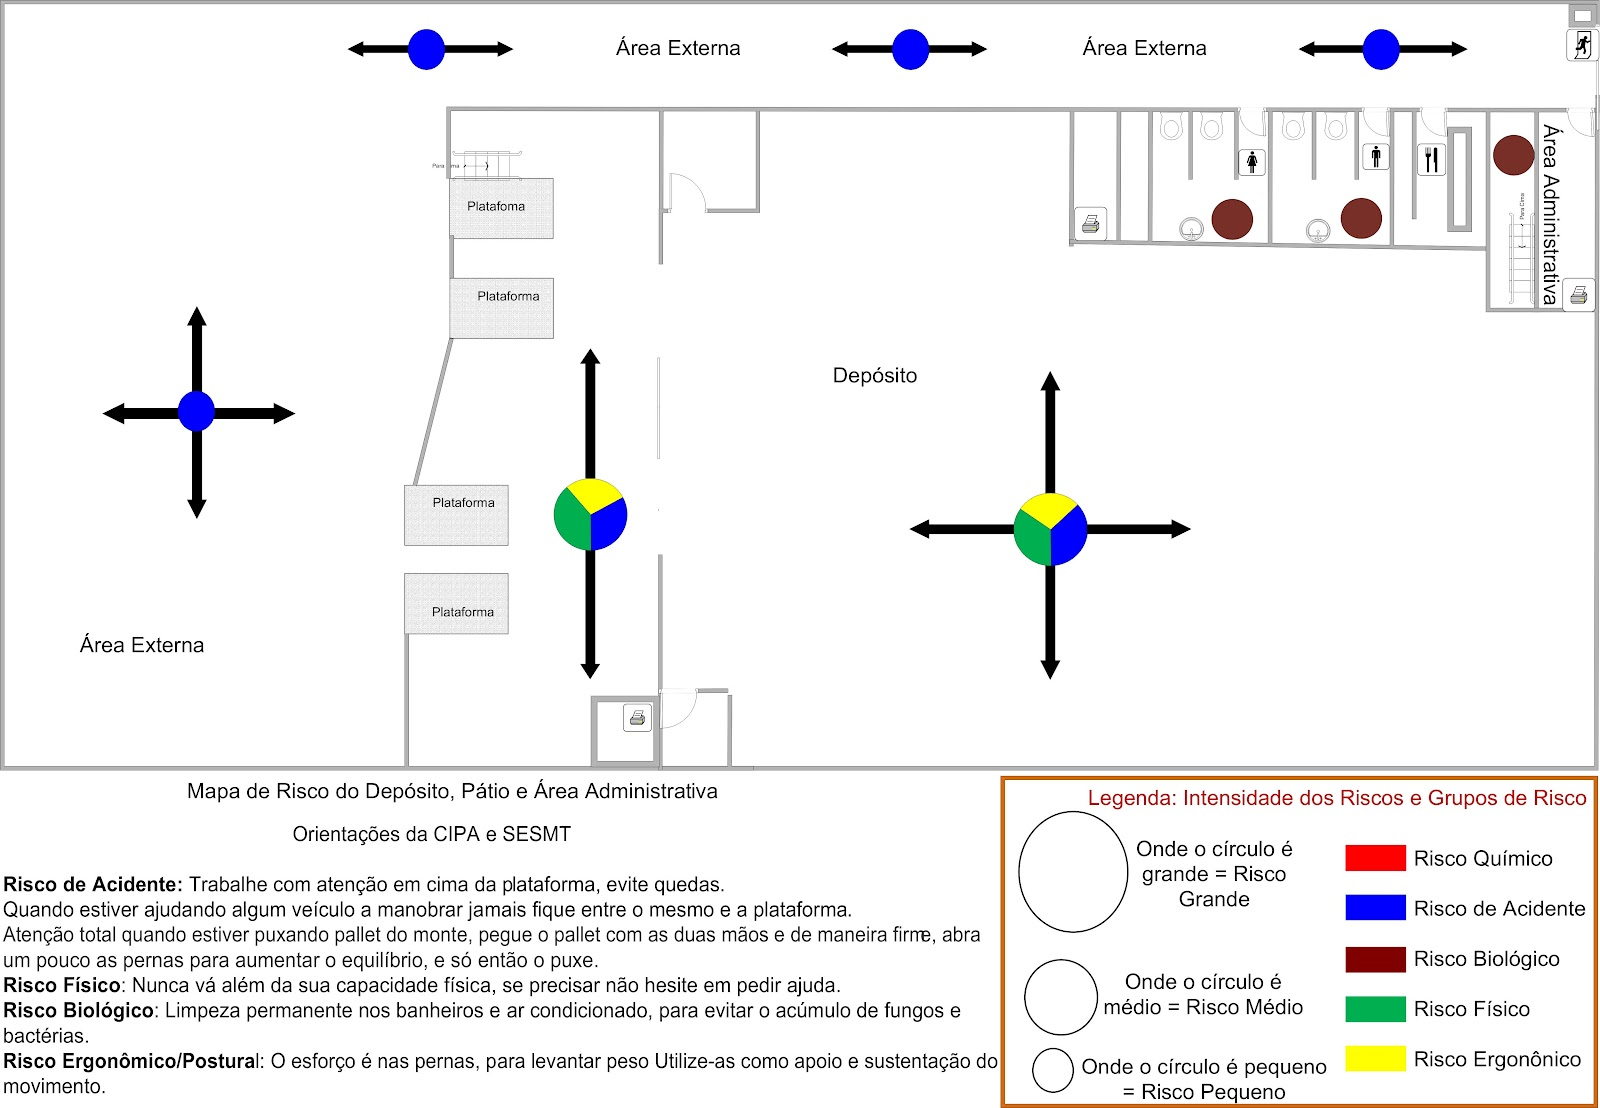 Área Externa
Área Externa
Área Administrativa
Para Cima
Platafoma
Plataforma
Depósito
Plataforma
Plataforma
Área Externa
Mapa de Risco do Depósito, Pátio e Área Administrativa
Orientações da CIPA e SESMT
Risco de Acidente: Trabalhe com atenção em cima da plataforma, evite quedas.
Quando estiver ajudando algum veículo a manobrar jamais fique entre o mesmo e a plataforma.
Atenção total quando estiver puxando pallet do monte, pegue o pallet com as duas mãos e de maneira firme, abra
um pouco as pernas para aumentar o equilíbrio, e só então o puxe.
Risco Físico: Nunca vá além da sua capacidade física, se precisar não hesite em pedir ajuda.
Risco Biológico: Limpeza permanente nos banheiros e ar condicionado, para evitar o acúmulo de fungos e
bactérias.
Risco Ergonômico/Postural: O esforço é nas pernas, para levantar peso Utilize-as como apoio e sustentação do
movimento.
Legenda: Intensidade dos Riscos e Grupos de Risco
Onde o círculo é
grande = Risco
Grande
Onde o círculo é
médio = Risco Médio
Onde o círculo é pequeno
= Risco Pequeno
Risco Químico
Risco de Acidente
Risco Biológico
Risco Físico
Risco Ergonônico